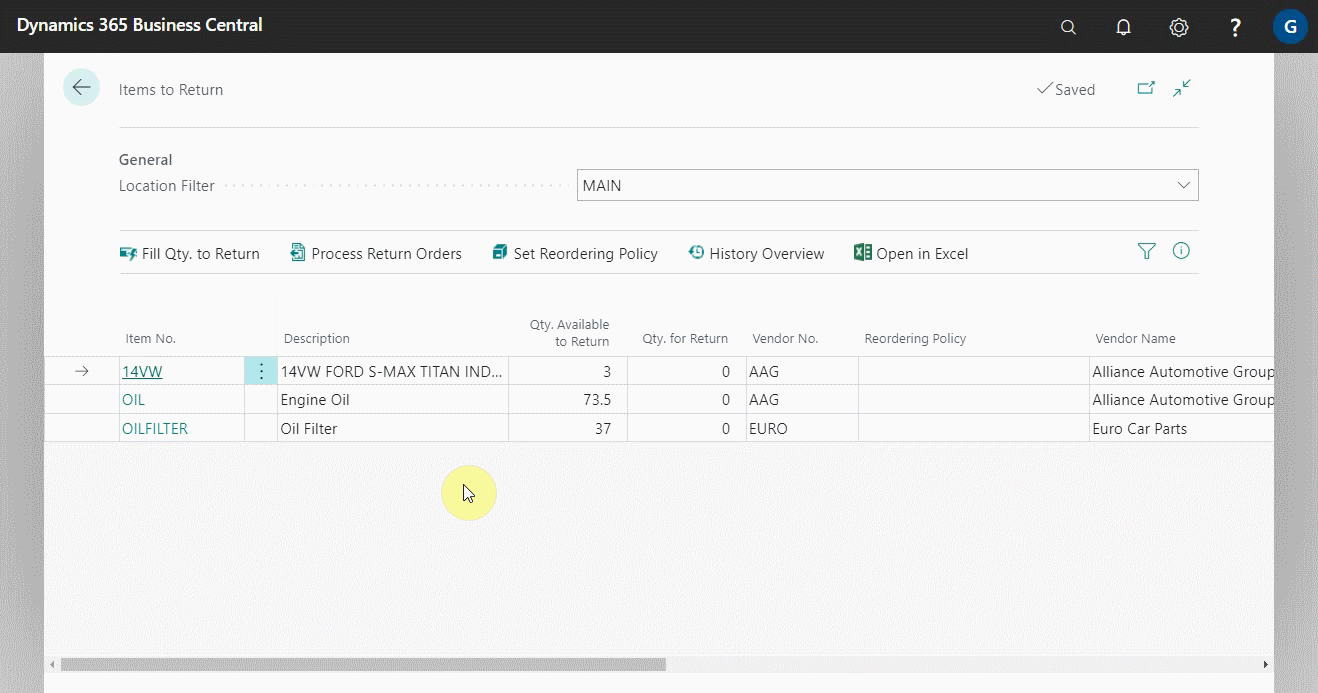 Dynamics 365 Business Central
?
G
Items to Return
Saved
General
Location Filter
MAIN
Fill Qty. to Return Process Return Orders Set Reordering Policy History Overview Open in Excel
Item No. Description Qty. Available to Return Qty. for Return Vendor No. Reordering Policy Vendor Name
14VW 14VW FORD S-MAX TITAN IND... 3 0 AAG Alliance Automotive Group
OIL Engine Oil 73.5 0 AAG Alliance Automotive Group
OILFILTER Oil Filter 37 0 EURO Euro Car Parts